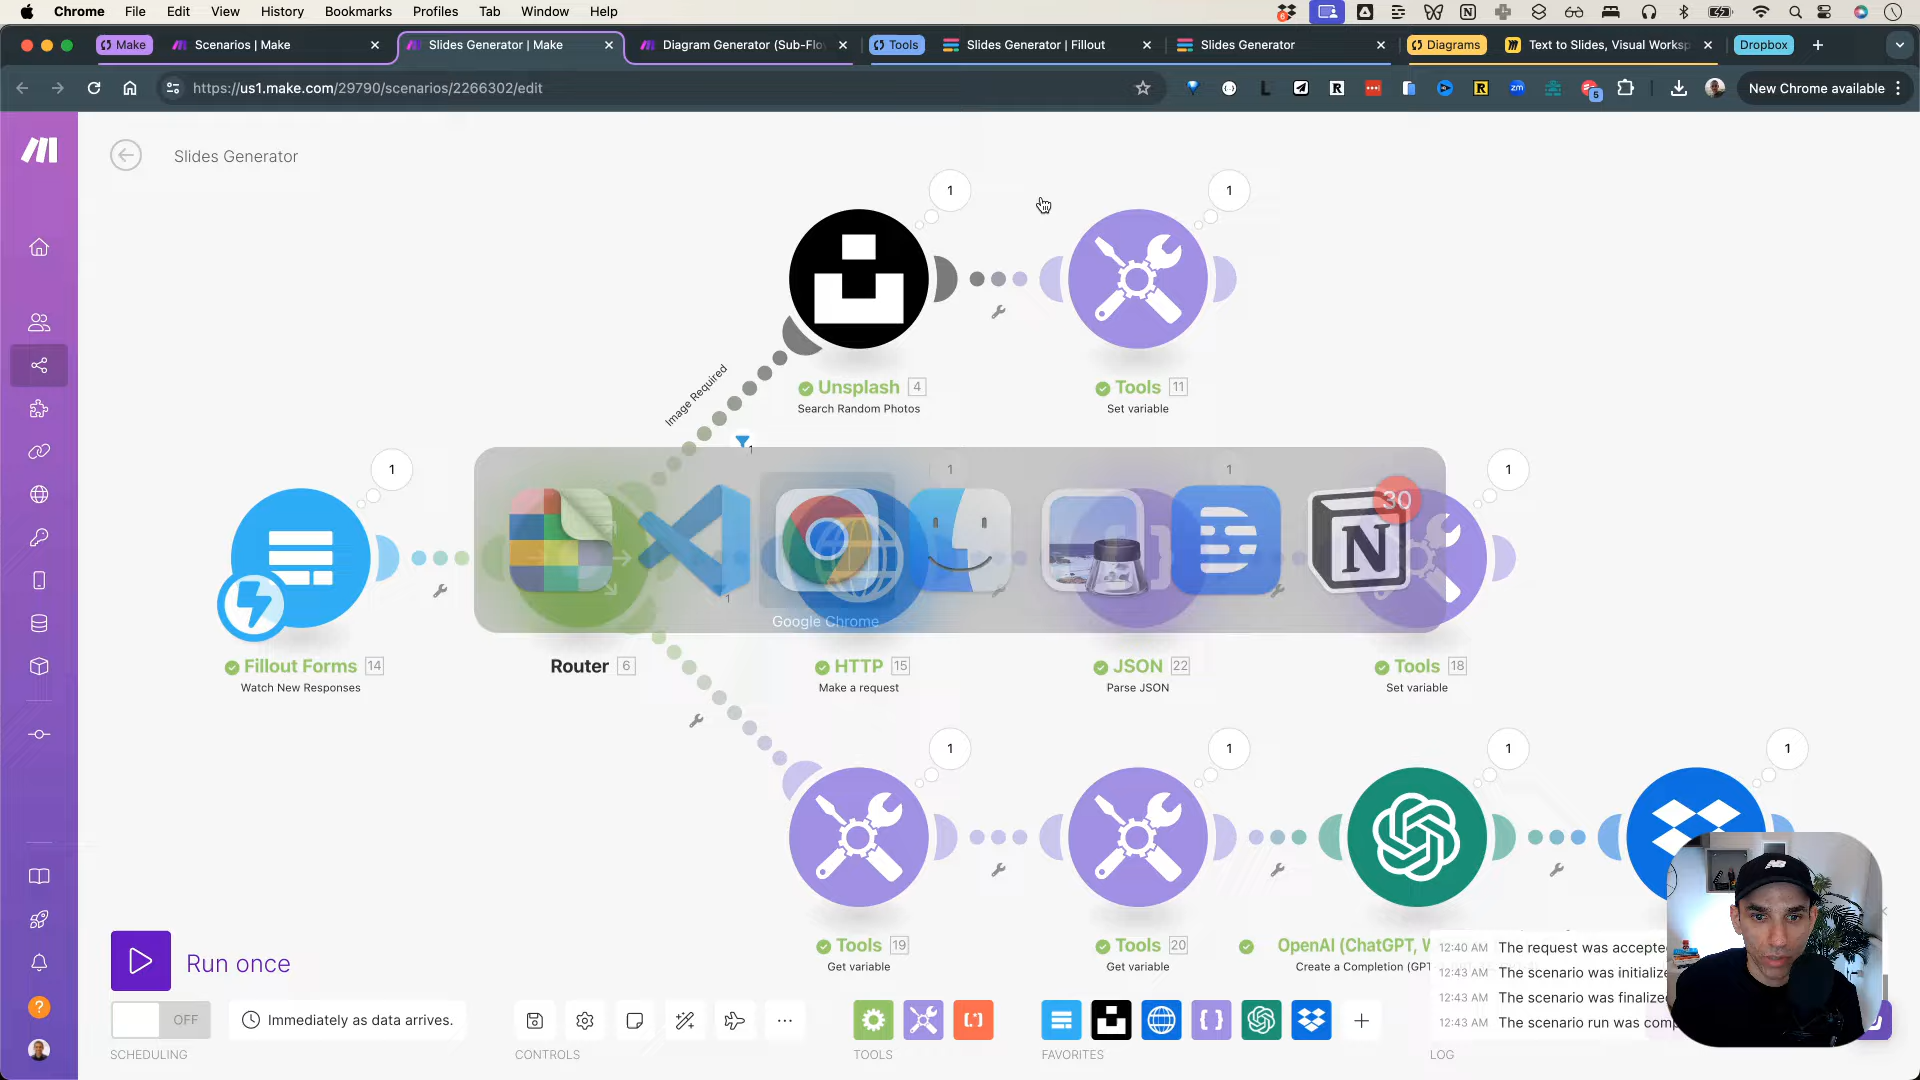 Chrome File Edit View History Bookmarks Profiles Tab Window Help
Make
Scenarios | Make
Slides Generator | Make
Diagram Generator (Sub-Flo
Tools
Slides Generator | Fillout
Slides Generator
Diagrams
Text to Slides, Visual Worksp
Dropbox
https://us1.make.com/29790/scenarios/2266302/edit
5
New Chrome available
Slides Generator
1
1
Image Required
Unsplash 4
Search Random Photos
Tools 11
Set variable
1
1
1
1
1
1
30
Google Chrome
Fillout Forms 14
Watch New Responses
Router 6
HTTP 15
Make a request
JSON 22
Parse JSON
Tools 18
Set variable
1
1
1
1
Tools 19
Get variable
Tools 20
Get variable
OpenAI (ChatGPT, W
Create a Completion (GPT
Run once
OFF
Immediately as data arrives.
SCHEDULING
CONTROLS
TOOLS
FAVORITES
LOG
12:40 AM The request was accepte
12:43 AM The scenario was initialize
12:43 AM The scenario was finalize
12:43 AM The scenario run was comp